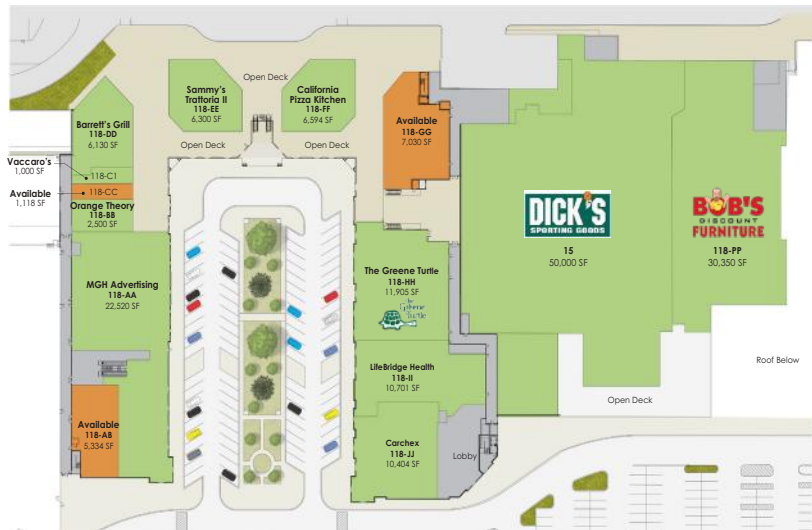 Open Deck
Sammy's
Trattoria II
118-EE
6,300 SF
California
Pizza Kitchen
118-FF
6,594 SF
Available
118-GG
7,030 SF
Barrett's Grill
118-DD
6,130 SF
Open Deck
Open Deck
Vaccaro's
1,000 SF
118-C1
Available
1,118 SF
118-CC
Orange Theory
118-BB
2,500 SF
DICK'S
SPORTING GOODS
15
50,000 SF
BOB'S
DISCOUNT
FURNITURE
118-PP
30,350 SF
MGH Advertising
118-AA
22,520 SF
The Greene Turtle
118-HH
11,905 SF
the
Greene
Turtle
LifeBridge Health
118-II
10,701 SF
Roof Below
Open Deck
Available
118-AB
5,334 SF
Carchex
118-JJ
10,404 SF
Lobby